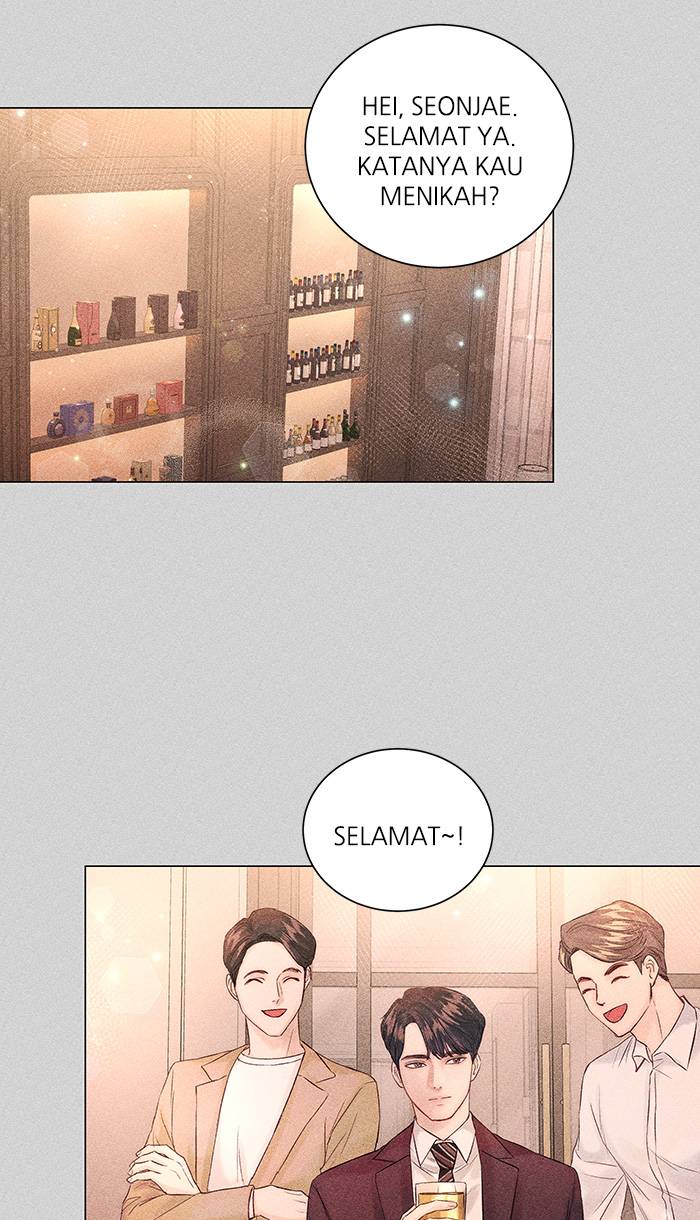 HEI, SEONJAE.
SELAMAT YA.
KATANYA KAU
MENIKAH?
SELAMAT~!